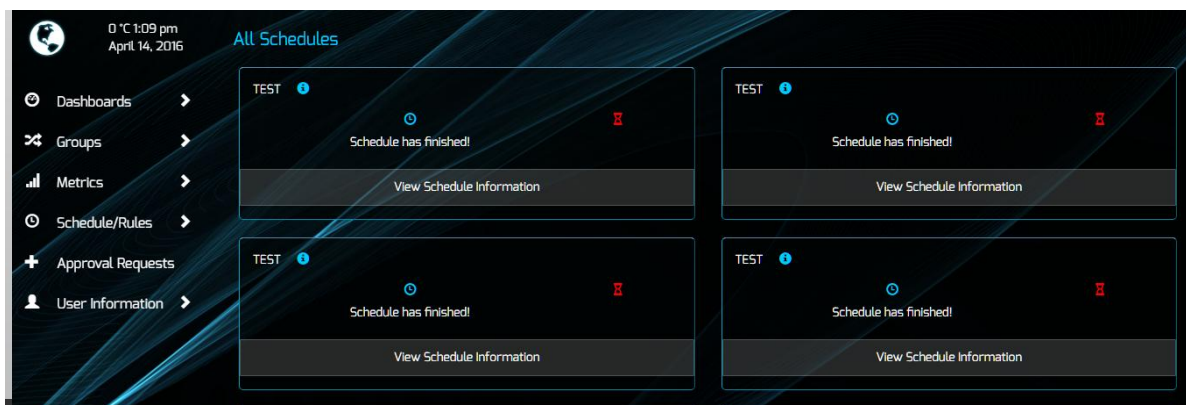 0 °C 1:09 pm
April 14, 2016
Dashboards
Groups
Metrics
Schedule/Rules
Approval Requests
User Information
All Schedules
TEST
Schedule has finished!
View Schedule Information
TEST
Schedule has finished!
View Schedule Information
TEST
Schedule has finished!
View Schedule Information
TEST
Schedule has finished!
View Schedule Information